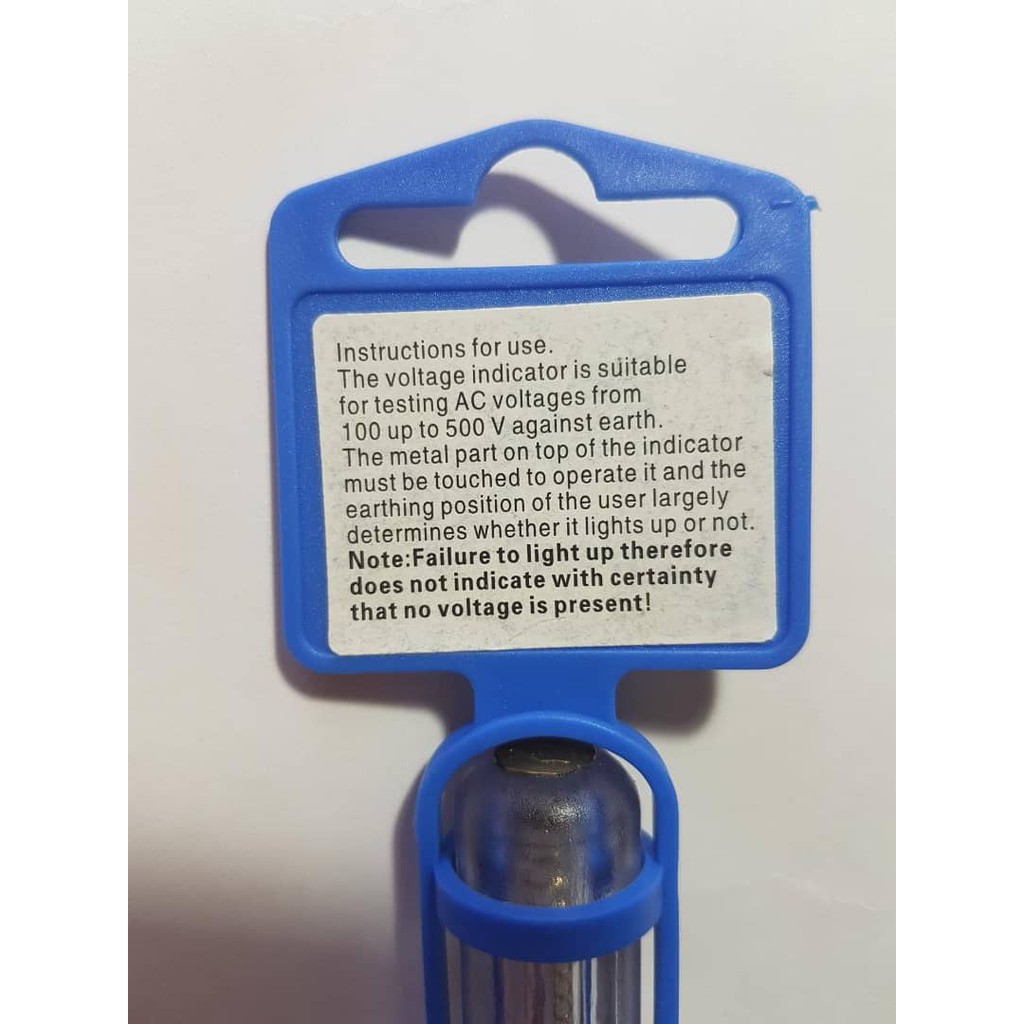 Instructions for use.
The voltage indicator is suitable
for testing AC voltages from
100 up to 500 V against earth.
The metal part on top of the indicator
must be touched to operate it and the
earthing position of the user largely
determines whether it lights up or not.
Note:Failure to light up therefore
does not indicate with certainty
that no voltage is present!